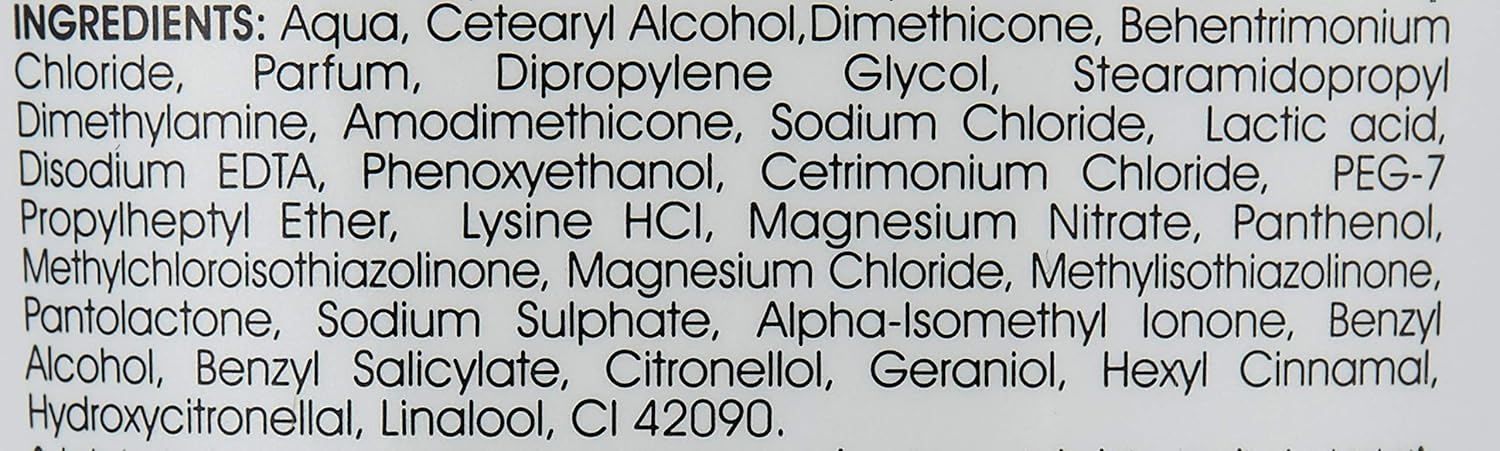 INGREDIENTS: Aqua, Cetearyl Alcohol,Dimethicone, Behentrimonium
Chloride, Parfum, Dipropylene Glycol, Stearamidopropyl
Dimethylamine, Amodimethicone, Sodium Chloride, Lactic acid,
Disodium EDTA, Phenoxyethanol, Cetrimonium Chloride, PEG-7
Propylheptyl Ether, Lysine HCl, Magnesium Nitrate, Panthenol,
Methylchloroisothiazolinone, Magnesium Chloride, Methylisothiazolinone,
Pantolactone, Sodium Sulphate, Alpha-Isomethyl Ionone, Benzyl
Alcohol, Benzyl Salicylate, Citronellol, Geraniol, Hexyl Cinnamal,
Hydroxycitronellal, Linalool, CI 42090.